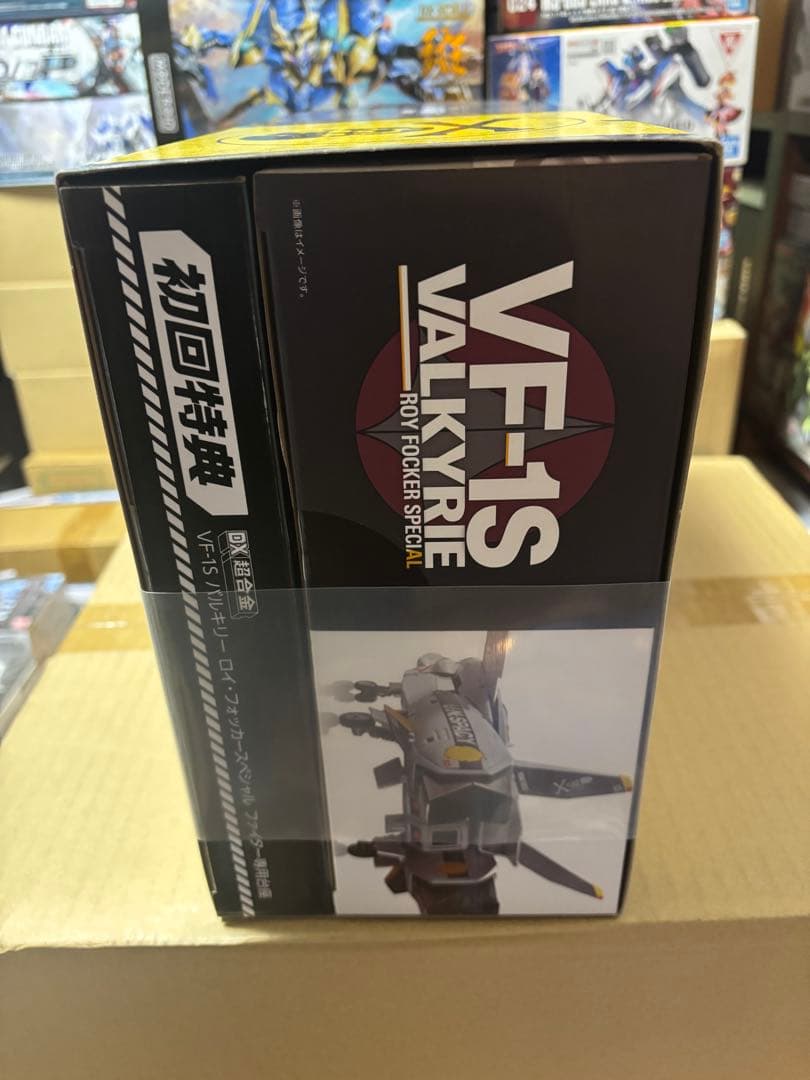 初回特典
DX超合金
VF-1S バルキリー ロイ・フォッカースペシャル ファイター専用台座
※画像はイメージです。
VF-1S
VALKYRIE
ROY FOCKER SPECIAL